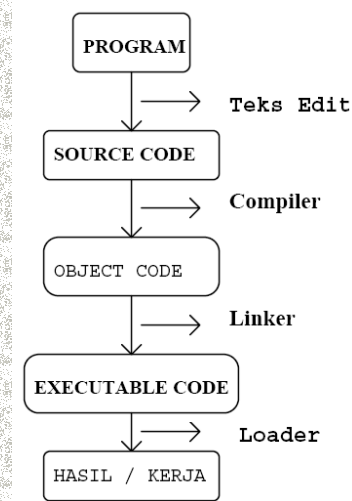 PROGRAM
Teks Edit
SOURCE CODE
Compiler
OBJECT CODE
Linker
EXECUTABLE CODE
Loader
HASIL / KERJA